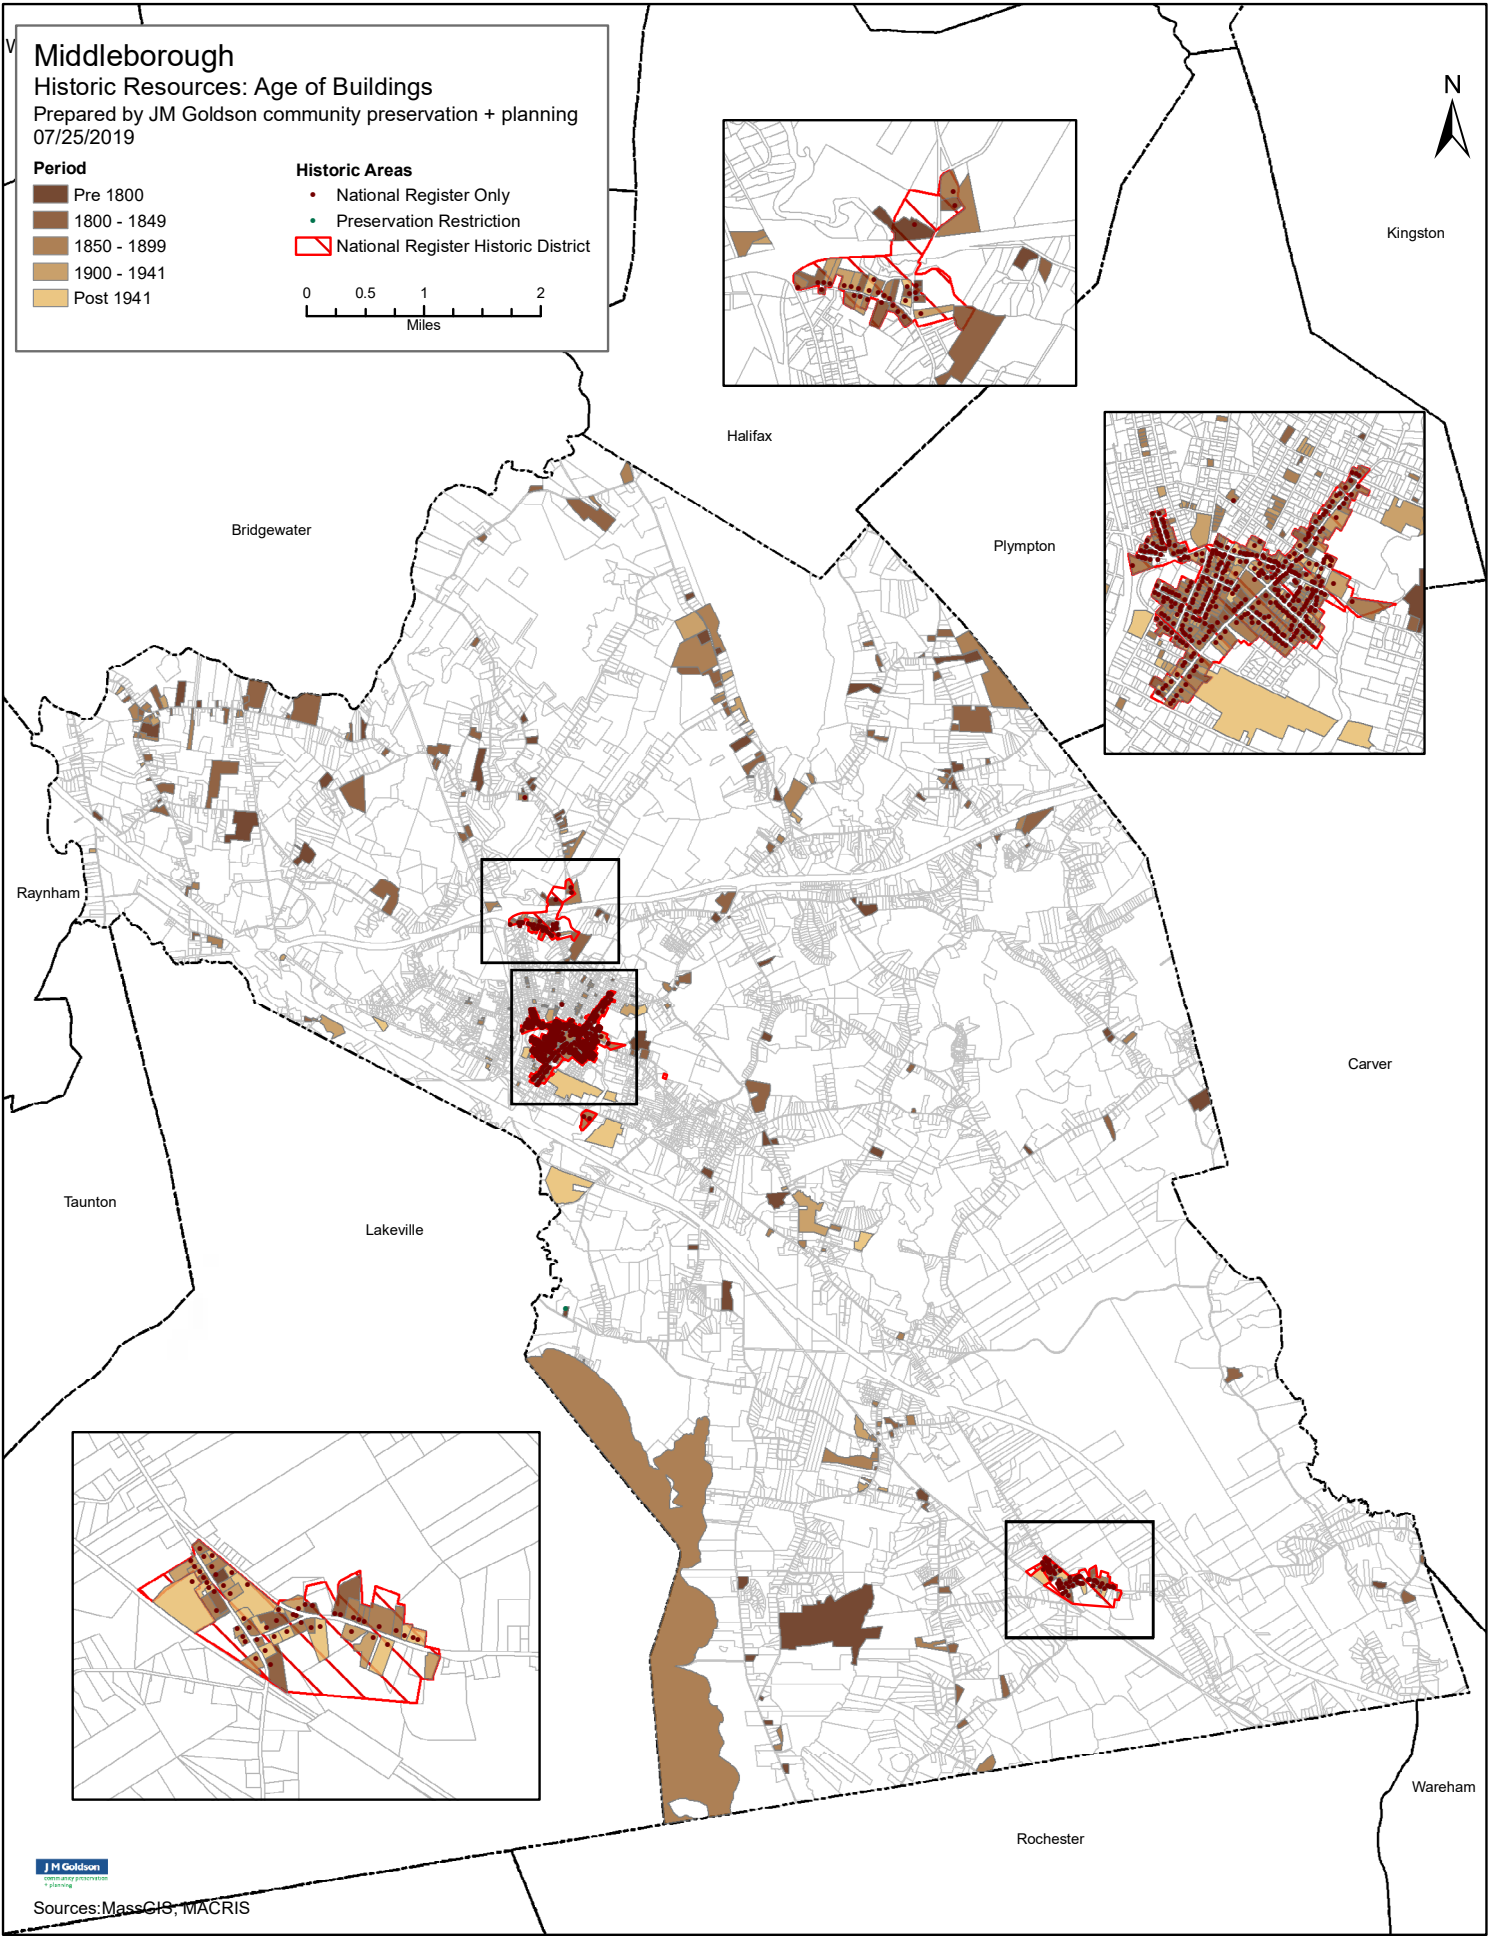 W
Middleborough
Historic Resources: Age of Buildings
Prepared by JM Goldson community preservation + planning
07/25/2019
Period
Pre 1800
1800 - 1849
1850 - 1899
1900 - 1941
Post 1941
Historic Areas
National Register Only
Preservation Restriction
National Register Historic District
0 0.5 1 2
Miles
N
Kingston
Halifax
Bridgewater
Plympton
Raynham
Carver
Taunton
Lakeville
Wareham
Rochester
J M Goldson
community preservation
+ planning
Sources:MassGIS, MACRIS